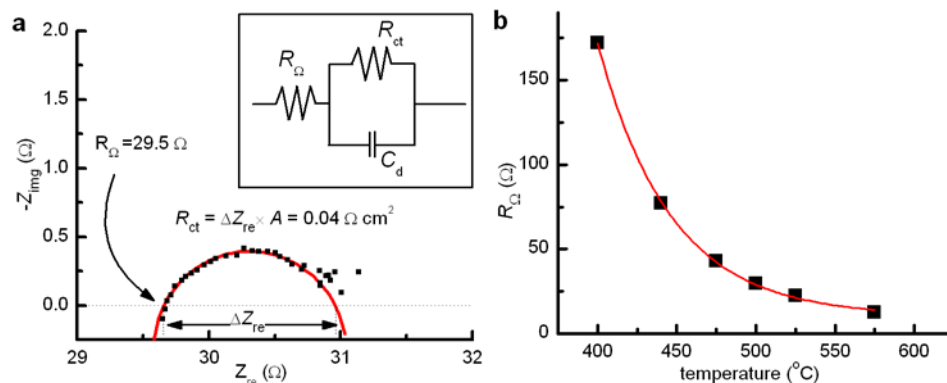 a
-Z_img (Ω)
2.0
1.5
1.0
0.5
0.0
29
30
31
32
Z_re (Ω)
R_Ω =29.5 Ω
R_ct = ΔZ_re × A = 0.04 Ω cm²
ΔZ_re
R_Ω
R_ct
C_d
b
R_Ω (Ω)
150
100
50
0
400
450
500
550
600
temperature (°C)